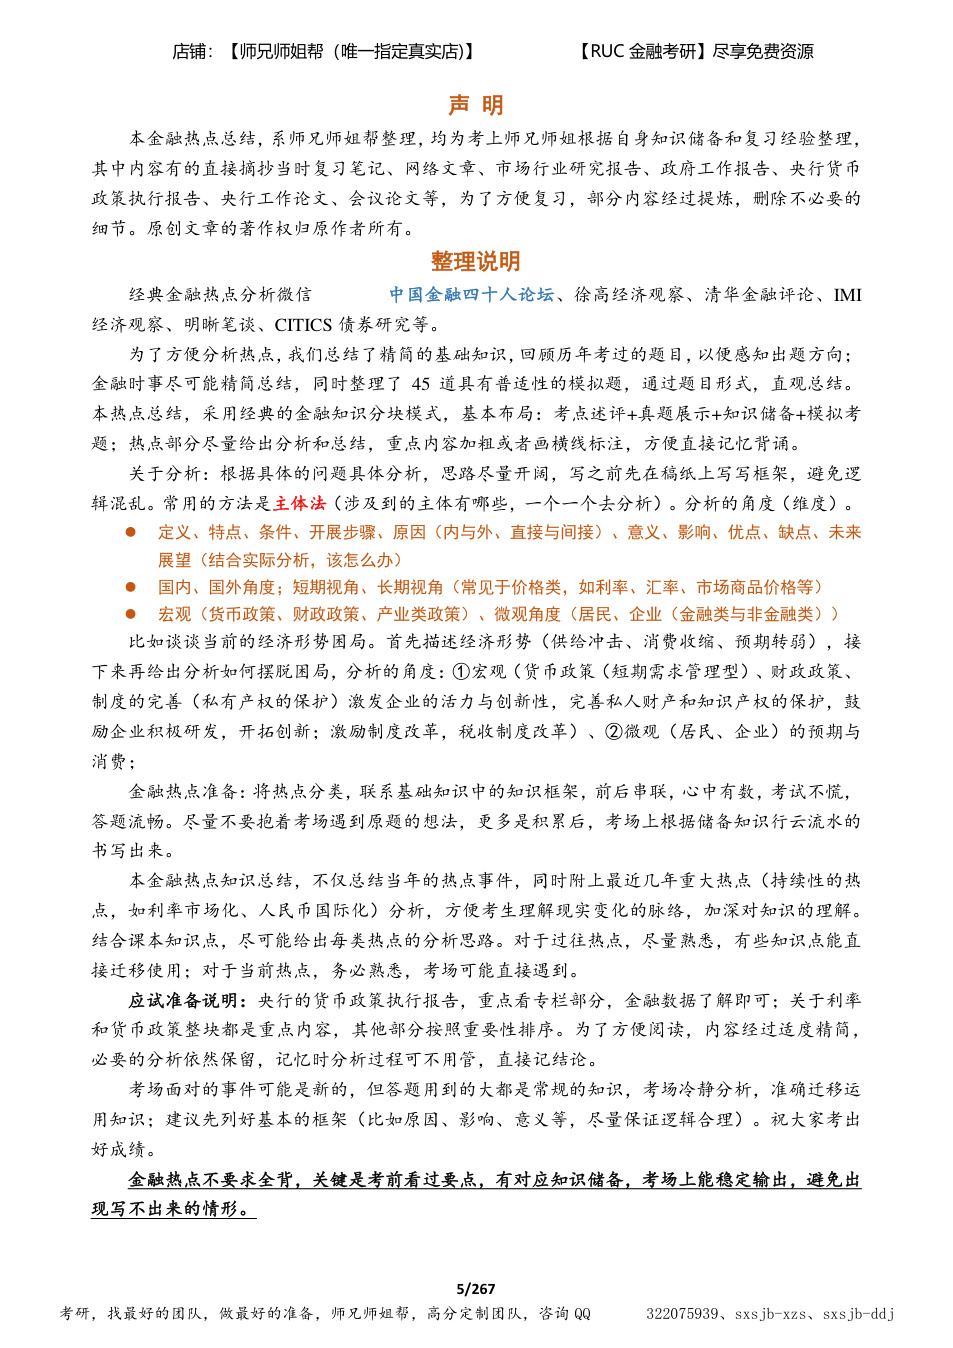 店铺：【师兄师姐帮（唯一指定真实店）】 【RUC 金融考研】尽享免费资源
声 明
本金融热点总结，系师兄师姐帮整理，均为考上师兄师姐根据自身知识储备和复习经验整理，
其中内容有的直接摘抄当时复习笔记、网络文章、市场行业研究报告、政府工作报告、央行货币
政策执行报告、央行工作论文、会议论文等，为了方便复习，部分内容经过提炼，删除不必要的
细节。原创文章的著作权归原作者所有。
整理说明
经典金融热点分析微信 中国金融四十人论坛、徐高经济观察、清华金融评论、IMI
经济观察、明晰笔谈、CITICS 债券研究等。
为了方便分析热点，我们总结了精简的基础知识，回顾历年考过的题目，以便感知出题方向；
金融时事尽可能精简总结，同时整理了 45 道具有普适性的模拟题，通过题目形式，直观总结。
本热点总结，采用经典的金融知识分块模式，基本布局：考点述评+真题展示+知识储备+模拟考
题；热点部分尽量给出分析和总结，重点内容加粗或者画横线标注，方便直接记忆背诵。
关于分析：根据具体的问题具体分析，思路尽量开阔，写之前先在稿纸上写写框架，避免逻
辑混乱。常用的方法是主体法（涉及到的主体有哪些，一个一个去分析）。分析的角度（维度）。
● 定义、特点、条件、开展步骤、原因（内与外、直接与间接）、意义、影响、优点、缺点、未来
展望（结合实际分析，该怎么办）
● 国内、国外角度；短期视角、长期视角（常见于价格类，如利率、汇率、市场商品价格等）
● 宏观（货币政策、财政政策、产业类政策）、微观角度（居民、企业（金融类与非金融类））
比如谈谈当前的经济形势困局。首先描述经济形势（供给冲击、消费收缩、预期转弱），接
下来再给出分析如何摆脱困局，分析的角度：①宏观（货币政策（短期需求管理型）、财政政策、
制度的完善（私有产权的保护）激发企业的活力与创新性，完善私人财产和知识产权的保护，鼓
励企业积极研发，开拓创新；激励制度改革，税收制度改革）、②微观（居民、企业）的预期与
消费；
金融热点准备：将热点分类，联系基础知识中的知识框架，前后串联，心中有数，考试不慌，
答题流畅。尽量不要抱着考场遇到原题的想法，更多是积累后，考场上根据储备知识行云流水的
书写出来。
本金融热点知识总结，不仅总结当年的热点事件，同时附上最近几年重大热点（持续性的热
点，如利率市场化、人民币国际化）分析，方便考生理解现实变化的脉络，加深对知识的理解。
结合课本知识点，尽可能给出每类热点的分析思路。对于过往热点，尽量熟悉，有些知识点能直
接迁移使用；对于当前热点，务必熟悉，考场可能直接遇到。
应试准备说明：央行的货币政策执行报告，重点看专栏部分，金融数据了解即可；关于利率
和货币政策整块都是重点内容，其他部分按照重要性排序。为了方便阅读，内容经过适度精简，
必要的分析依然保留，记忆时分析过程可不用管，直接记结论。
考场面对的事件可能是新的，但答题用到的大都是常规的知识，考场冷静分析，准确迁移运
用知识；建议先列好基本的框架（比如原因、影响、意义等，尽量保证逻辑合理）。祝大家考出
好成绩。
金融热点不要求全背，关键是考前看过要点，有对应知识储备，考场上能稳定输出，避免出
现写不出来的情形。
5/267
考研，找最好的团队，做最好的准备，师兄师姐帮，高分定制团队，咨询 QQ 322075939、sxsjb-xzs、sxsjb-ddj